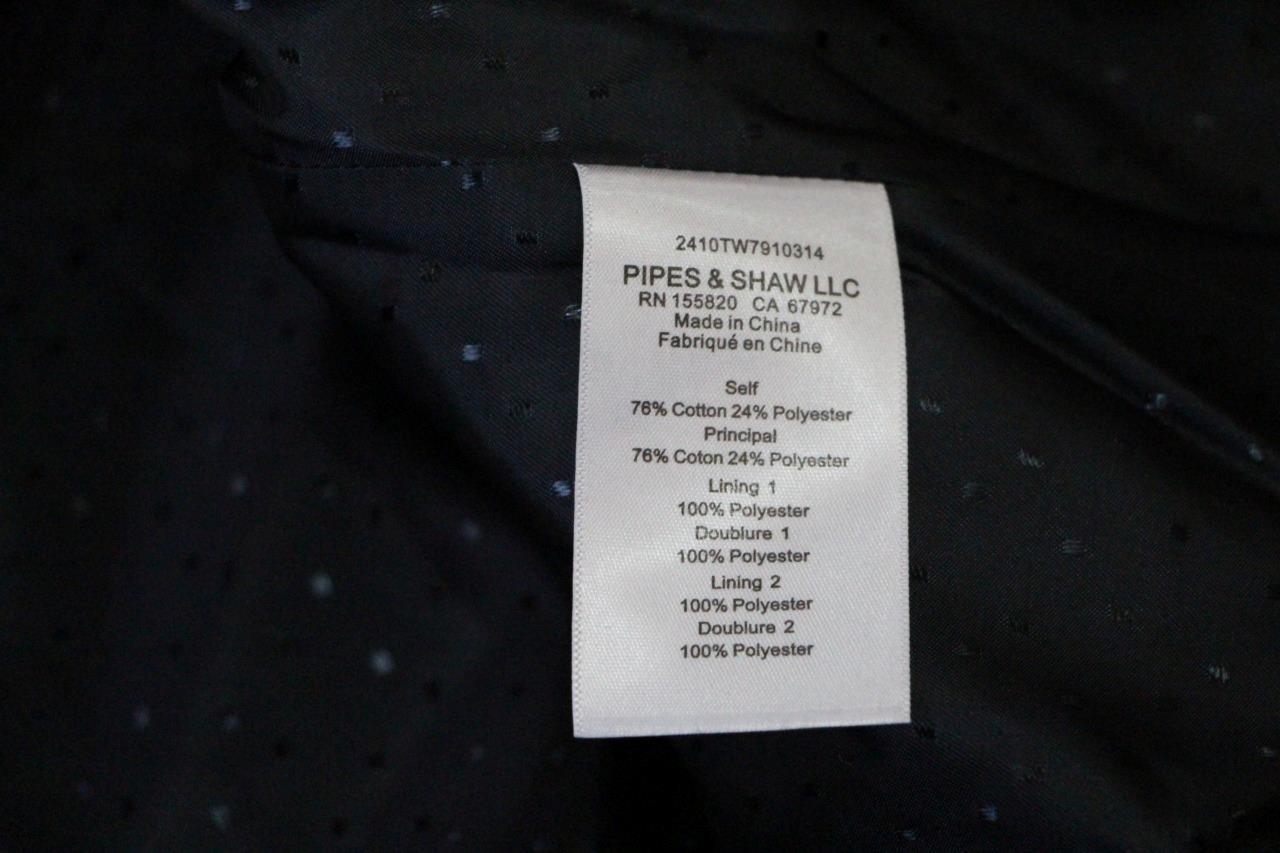 2410TW7910314
PIPES & SHAW LLC
RN 155820 CA 67972
Made in China
Fabriqué en Chine
Self
76% Cotton 24% Polyester
Principal
76% Coton 24% Polyester
Lining 1
100% Polyester
Doublure 1
100% Polyester
Lining 2
100% Polyester
Doublure 2
100% Polyester